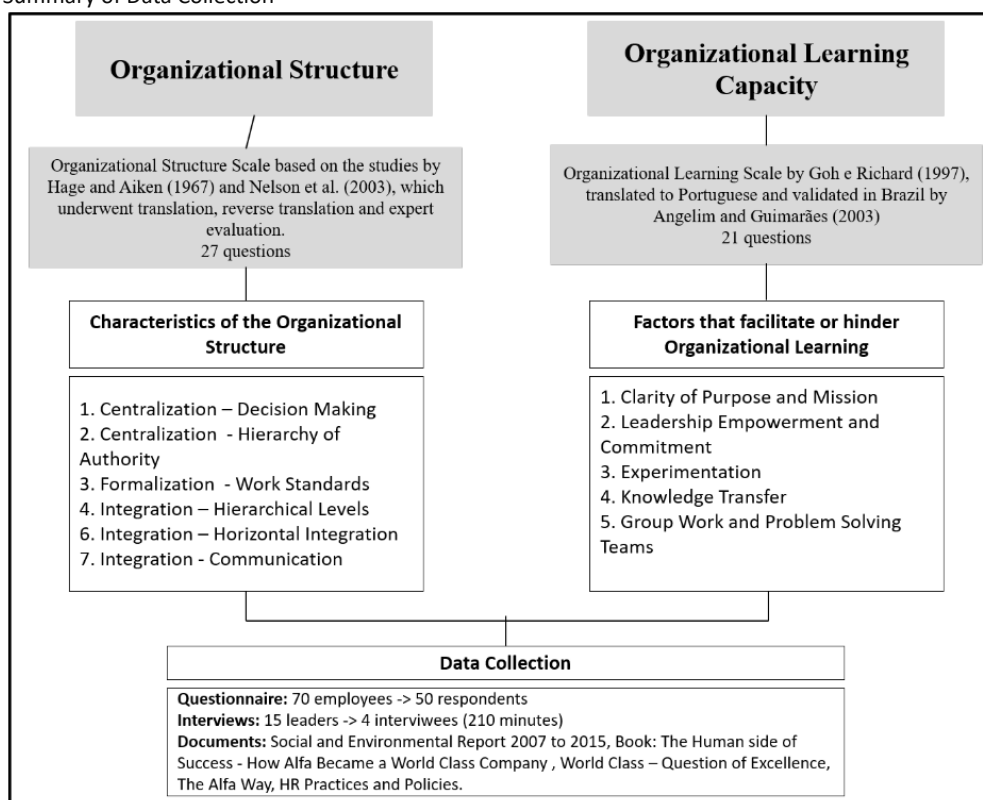 Summary of Data Collection
Organizational Structure
Organizational Structure Scale based on the studies by
Hage and Aiken (1967) and Nelson et al. (2003), which
underwent translation, reverse translation and expert
evaluation.
27 questions
Characteristics of the Organizational
Structure
1. Centralization – Decision Making
2. Centralization - Hierarchy of
Authority
3. Formalization - Work Standards
4. Integration – Hierarchical Levels
6. Integration – Horizontal Integration
7. Integration - Communication
Organizational Learning
Capacity
Organizational Learning Scale by Goh e Richard (1997),
translated to Portuguese and validated in Brazil by
Angelim and Guimarães (2003)
21 questions
Factors that facilitate or hinder
Organizational Learning
1. Clarity of Purpose and Mission
2. Leadership Empowerment and
Commitment
3. Experimentation
4. Knowledge Transfer
5. Group Work and Problem Solving
Teams
Data Collection
Questionnaire: 70 employees -> 50 respondents
Interviews: 15 leaders -> 4 interviwees (210 minutes)
Documents: Social and Environmental Report 2007 to 2015, Book: The Human side of
Success - How Alfa Became a World Class Company , World Class – Question of Excellence,
The Alfa Way, HR Practices and Policies.